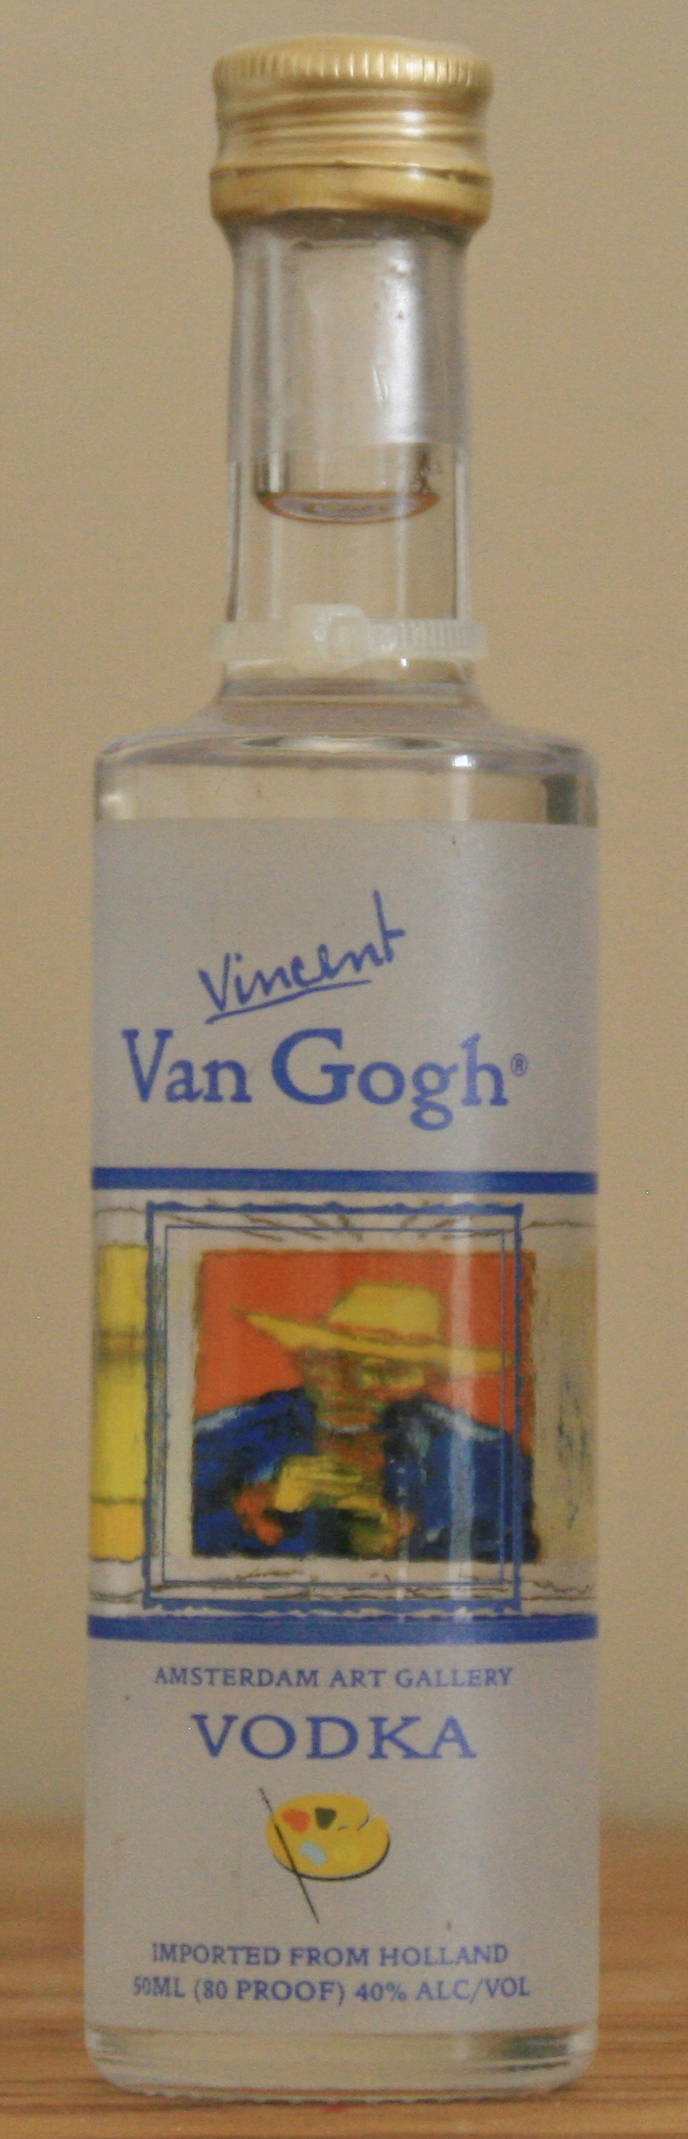 Vincent
Van Gogh®
AMSTERDAM ART GALLERY
VODKA
IMPORTED FROM HOLLAND
50ML (80 PROOF) 40% ALC/VOL